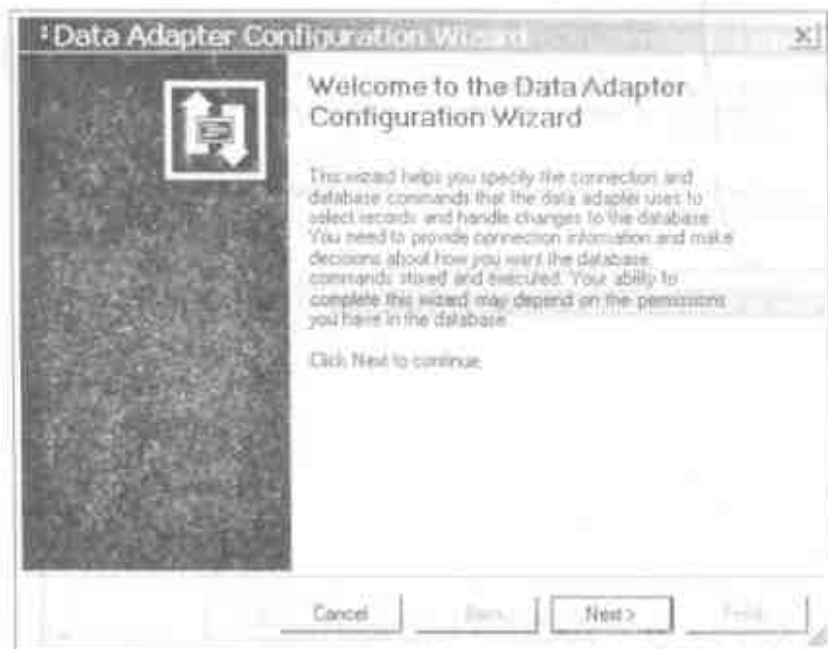 Data Adapter Configuration Wizard
Welcome to the Data Adapter
Configuration Wizard
This wizard helps you specify the connection and
database commands that the data adapter uses to
select records and handle changes to the database.
You need to provide connection information and make
decisions about how you want the database
commands stored and executed. Your ability to
complete this wizard may depend on the permissions
you have in the database.
Click Next to continue.
Cancel
Back
Next >